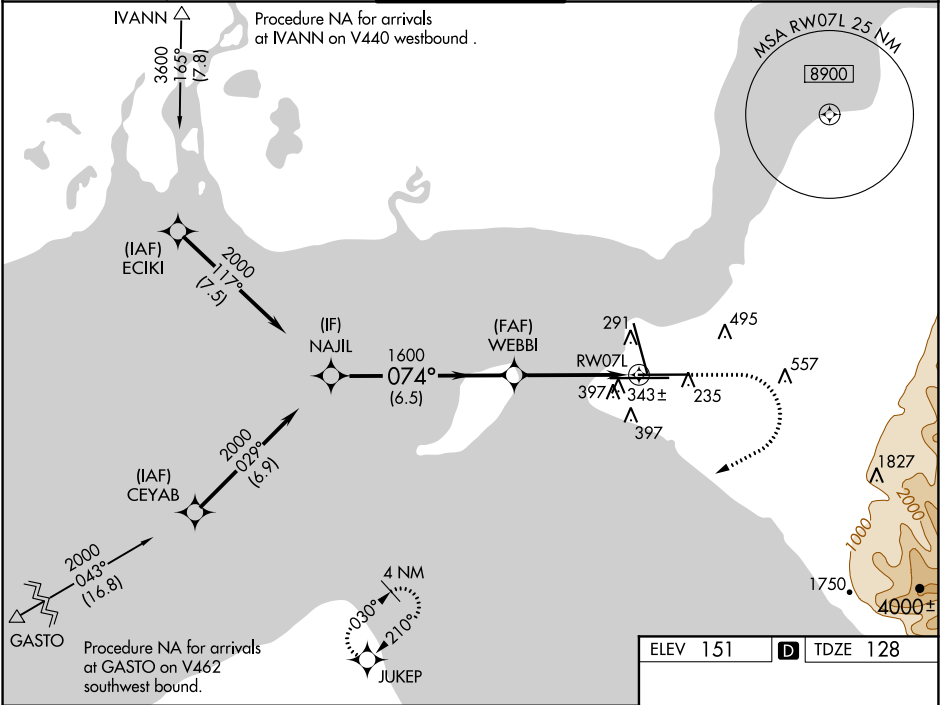 IVANN
Procedure NA for arrivals
at IVANN on V440 westbound .
3600
165°
(7.8)
MSA RW07L 25 NM
8900
(IAF)
ECIKI
2000
117°
(7.5)
(IF)
NAJIL
1600
074°
(6.5)
(FAF)
WEBBI
291
495
RW07L
557
397
343±
235
397
2000
029°
(6.9)
(IAF)
CEYAB
1827
2000
1000
2000
043°
(16.8)
GASTO
4 NM
030°
210°
JUKEP
1750
4000±
Procedure NA for arrivals
at GASTO on V462
southwest bound.
ELEV 151 D TDZE 128